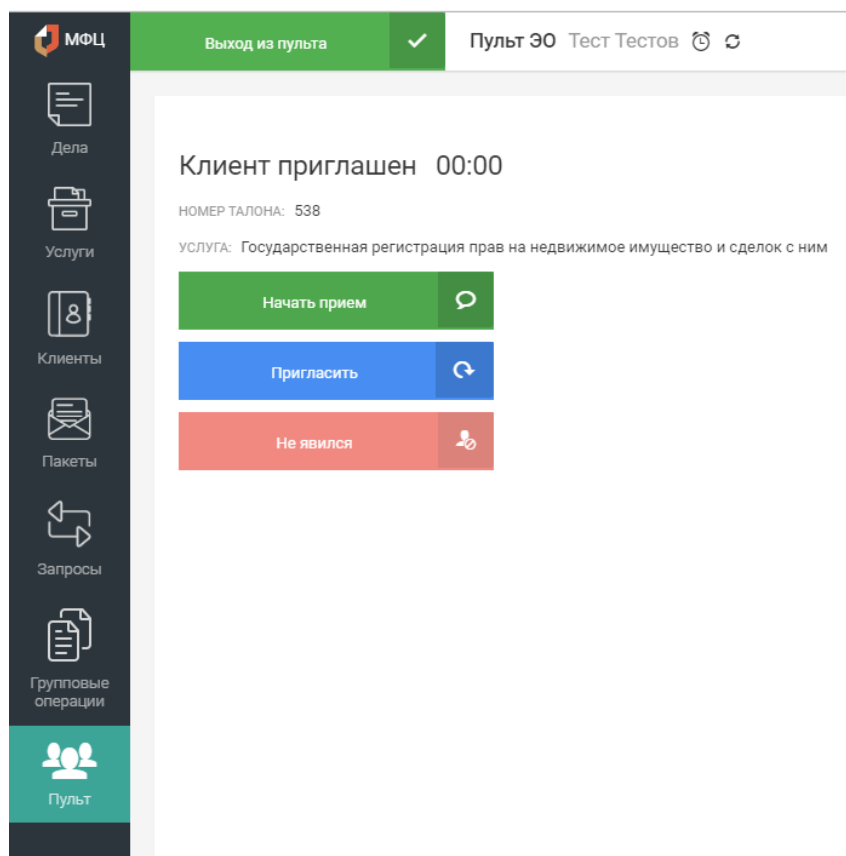 МФЦ
Выход из пульта
Пульт ЭО Тест Тестов
Дела
Услуги
Клиенты
Пакеты
Запросы
Групповые
операции
Пульт
Клиент приглашен 00:00
НОМЕР ТАЛОНА: 538
УСЛУГА: Государственная регистрация прав на недвижимое имущество и сделок с ним
Начать прием
Пригласить
Не явился